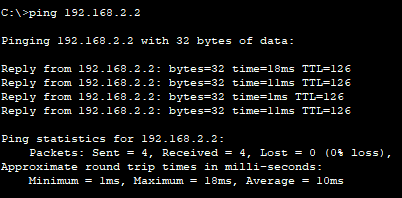 C:\>ping 192.168.2.2
Pinging 192.168.2.2 with 32 bytes of data:
Reply from 192.168.2.2: bytes=32 time=18ms TTL=126
Reply from 192.168.2.2: bytes=32 time=11ms TTL=126
Reply from 192.168.2.2: bytes=32 time=1ms TTL=126
Reply from 192.168.2.2: bytes=32 time=11ms TTL=126
Ping statistics for 192.168.2.2:
    Packets: Sent = 4, Received = 4, Lost = 0 (0% loss),
Approximate round trip times in milli-seconds:
    Minimum = 1ms, Maximum = 18ms, Average = 10ms